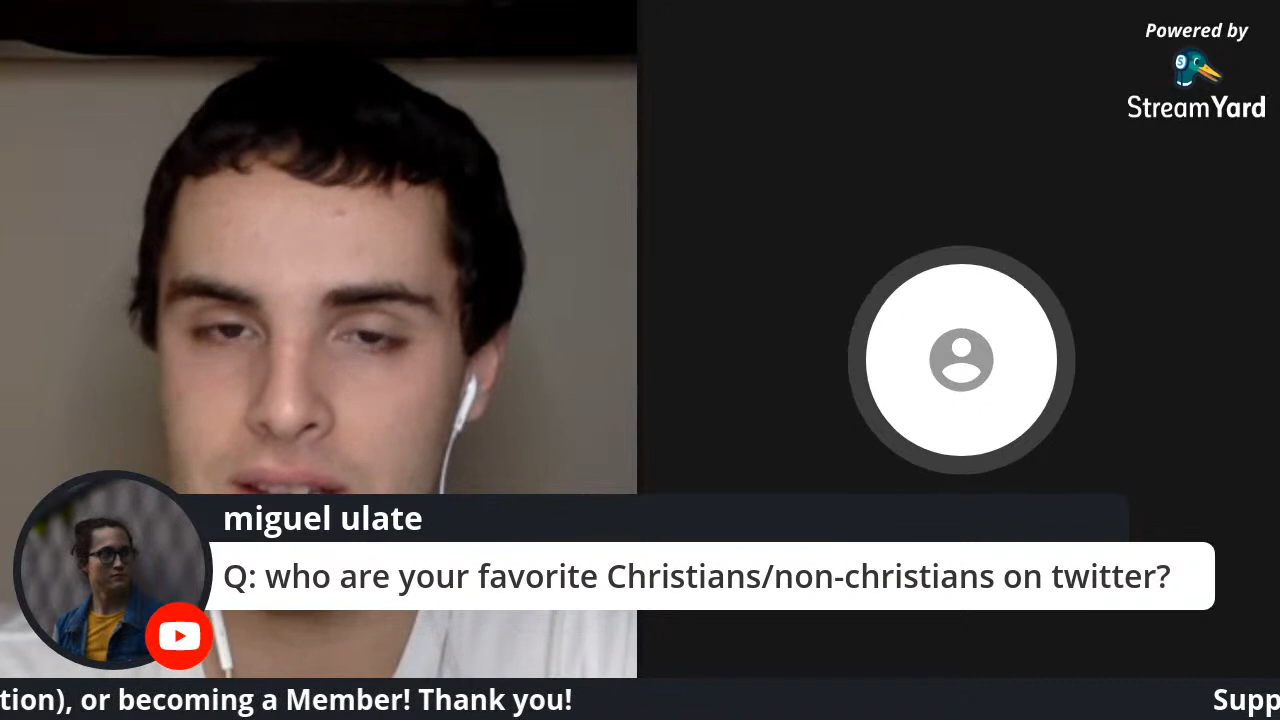 Powered by
StreamYard
miguel ulate
Q: who are your favorite Christians/non-christians on twitter?
tion), or becoming a Member! Thank you!
Supp